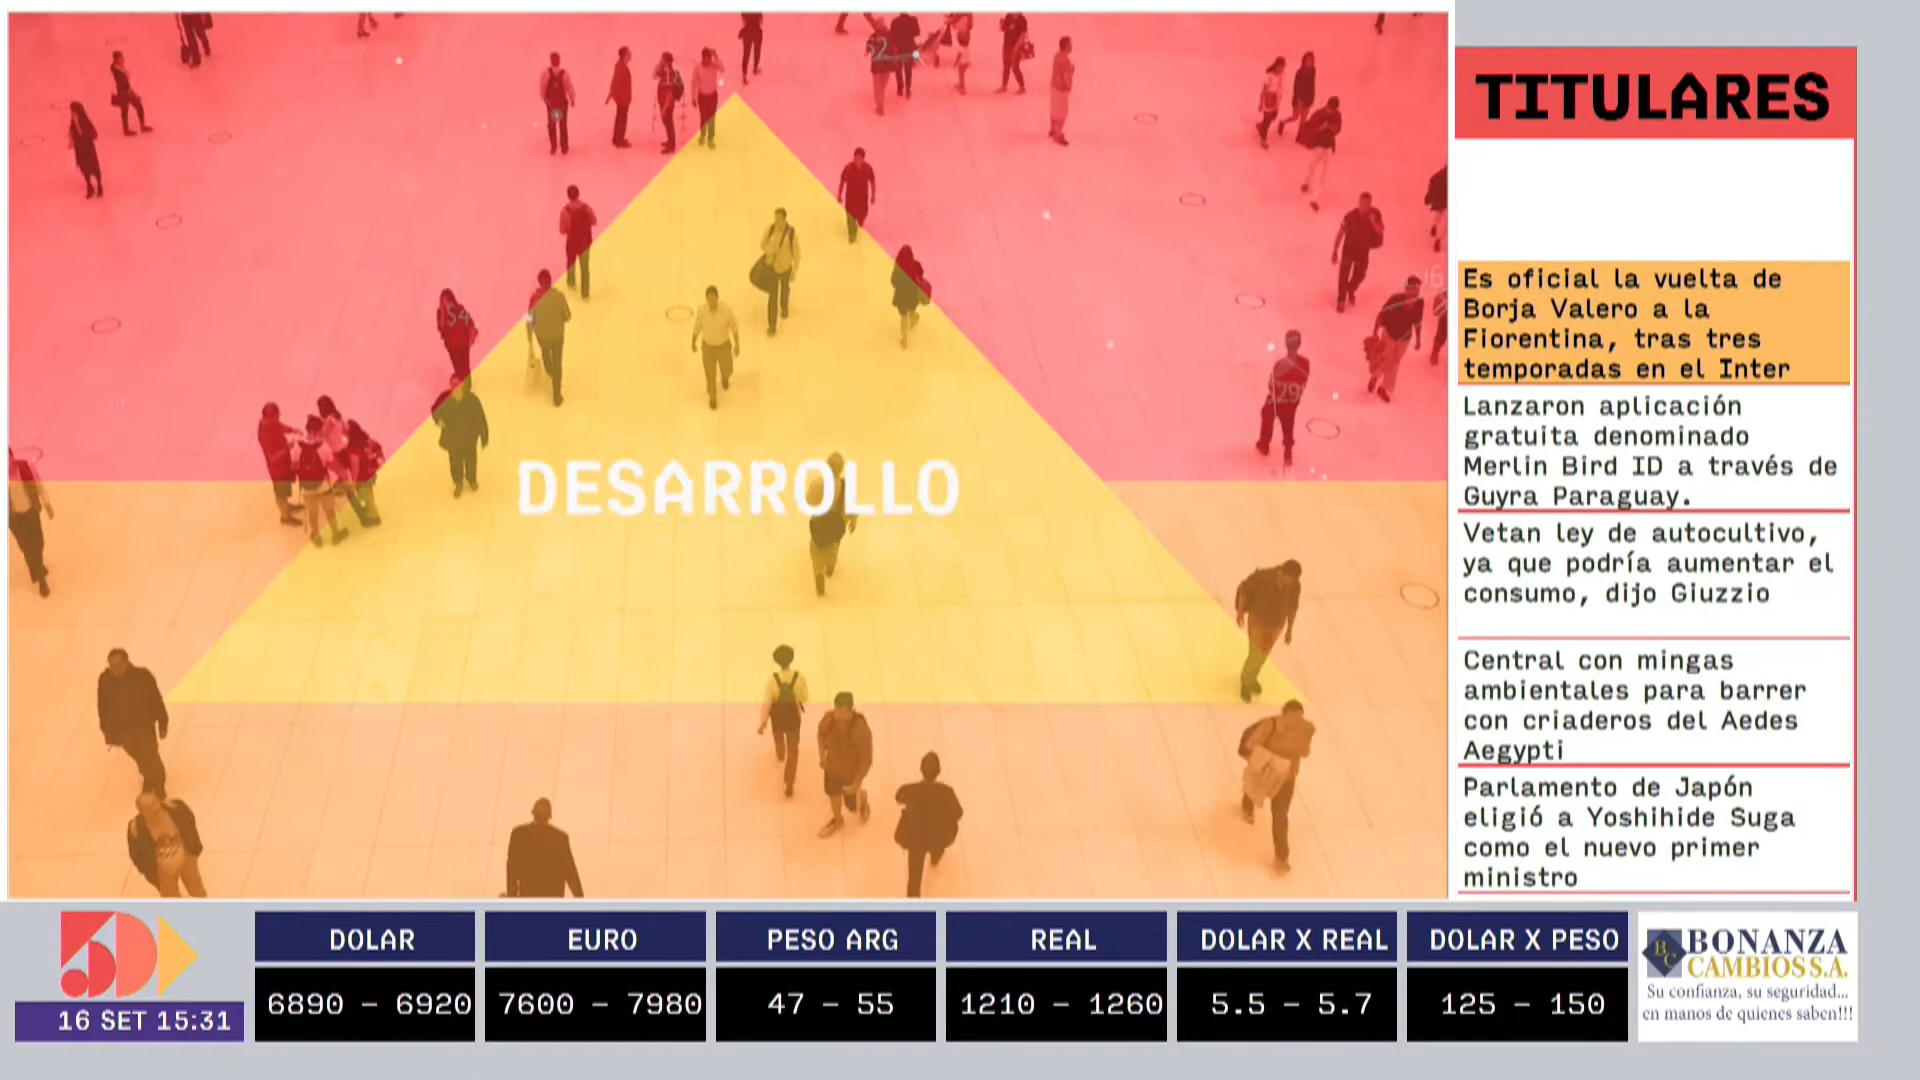 TITULARES
Es oficial la vuelta de
Borja Valero a la
Fiorentina, tras tres
temporadas en el Inter
Lanzaron aplicación
gratuita denominado
Merlin Bird ID a través de
Guyra Paraguay.
Vetan ley de autocultivo,
ya que podría aumentar el
consumo, dijo Giuzzio
Central con mingas
ambientales para barrer
con criaderos del Aedes
Aegypti
Parlamento de Japón
eligió a Yoshihide Suga
como el nuevo primer
ministro
DESARROLLO
5D
16 SET 15:31
DOLAR
6890 - 6920
EURO
7600 - 7980
PESO ARG
47 - 55
REAL
1210 - 1260
DOLAR X REAL
5.5 - 5.7
DOLAR X PESO
125 - 150
BC
BONANZA
CAMBIOS S.A.
Su confianza, su seguridad...
en manos de quienes saben!!!